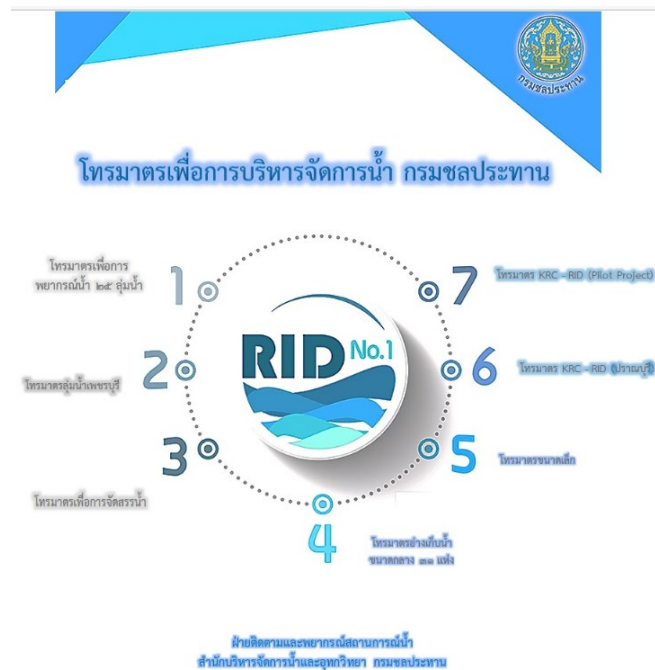 กรมชลประทาน
โทรมาตรเพื่อการบริหารจัดการน้ำ กรมชลประทาน
1
โทรมาตรเพื่อการ
พยากรณ์น้ำ ๒๕ ลุ่มน้ำ
2
โทรมาตรลุ่มน้ำเพชรบุรี
3
โทรมาตรเพื่อการจัดสรรน้ำ
4
โทรมาตรอ่างเก็บน้ำ
ขนาดกลาง ๓๑ แห่ง
5
โทรมาตรขนาดเล็ก
6
โทรมาตร KRC – RID (ปราณบุรี)
7
โทรมาตร KRC – RID (Pilot Project)
RID No.1
ฝ่ายติดตามและพยากรณ์สถานการณ์น้ำ
สำนักบริหารจัดการน้ำและอุทกวิทยา กรมชลประทาน